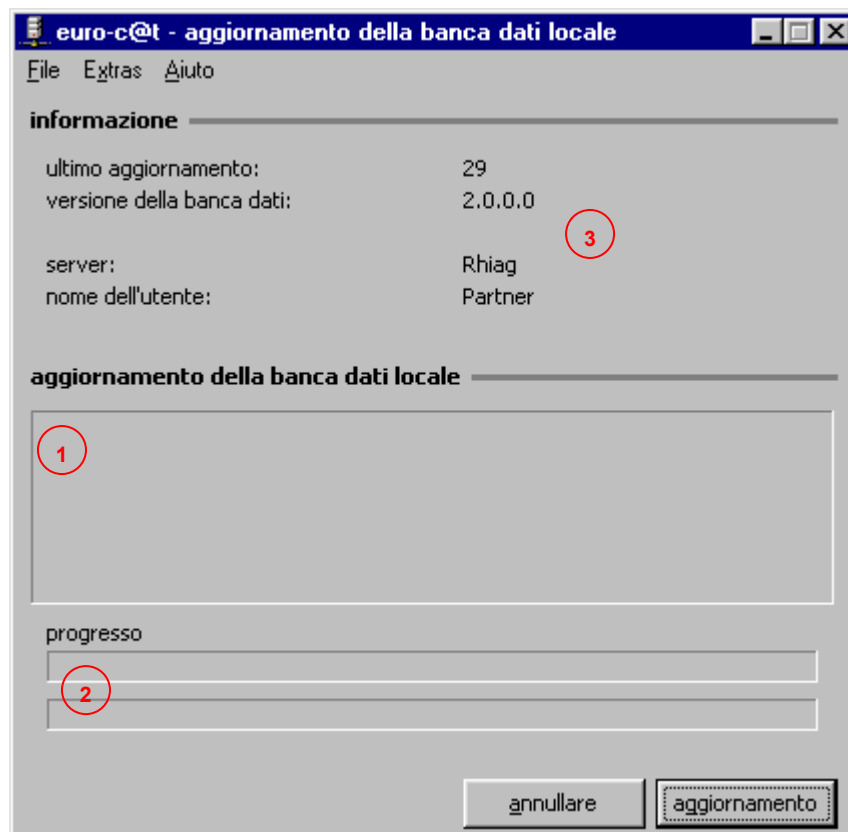 euro-c@t - aggiornamento della banca dati locale
File Extras Aiuto
informazione
ultimo aggiornamento: 29
versione della banca dati: 2.0.0.0
3
server: Rhiag
nome dell'utente: Partner
aggiornamento della banca dati locale
1
progresso
2
annullare aggiornamento